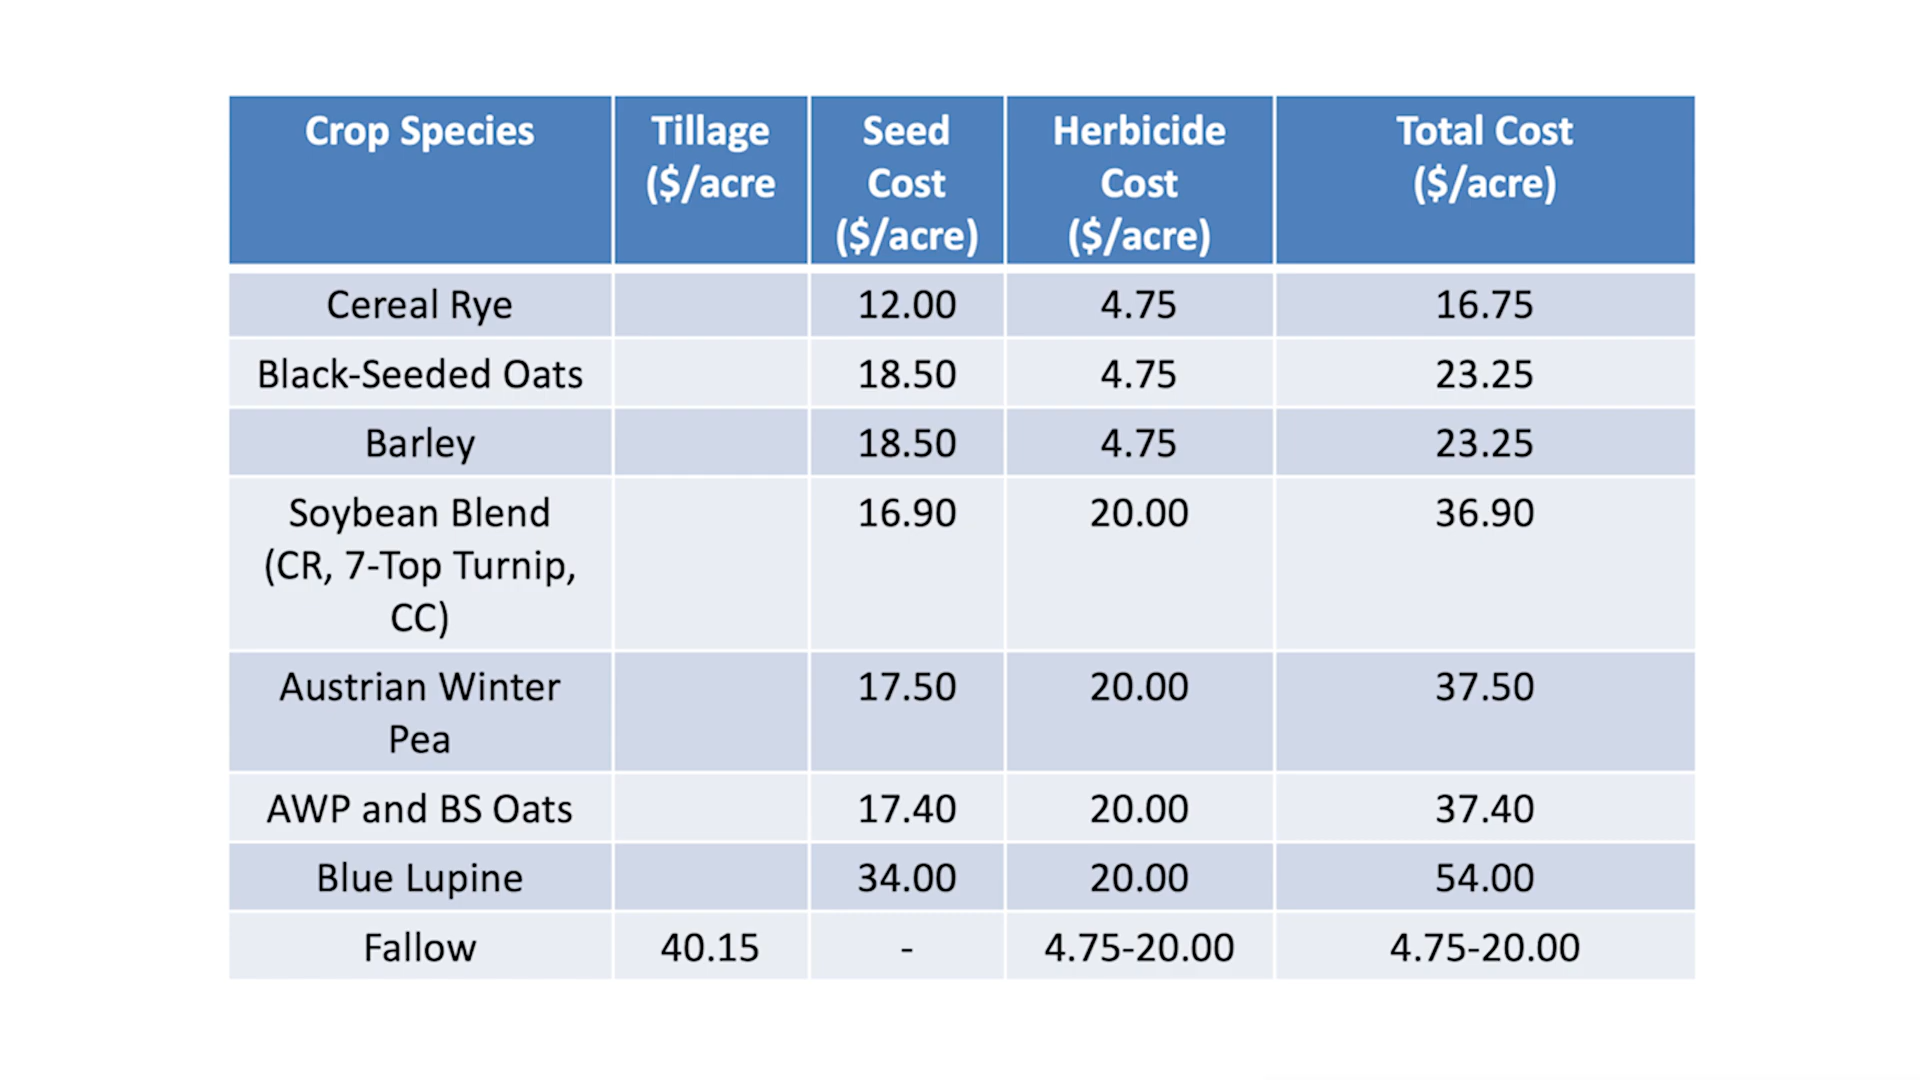 Crop Species
Tillage
($/acre
Seed
Cost
($/acre)
Herbicide
Cost
($/acre)
Total Cost
($/acre)
Cereal Rye 12.00 4.75 16.75
Black-Seeded Oats 18.50 4.75 23.25
Barley 18.50 4.75 23.25
Soybean Blend 16.90 20.00 36.90
(CR, 7-Top Turnip,
CC)
Austrian Winter 17.50 20.00 37.50
Pea
AWP and BS Oats 17.40 20.00 37.40
Blue Lupine 34.00 20.00 54.00
Fallow 40.15 - 4.75-20.00 4.75-20.00